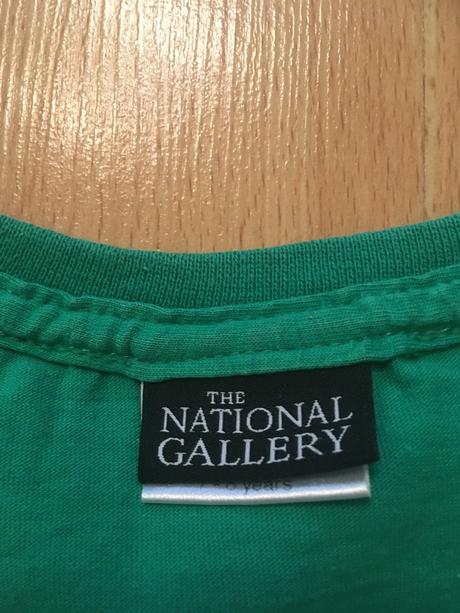 THE
NATIONAL
GALLERY
years